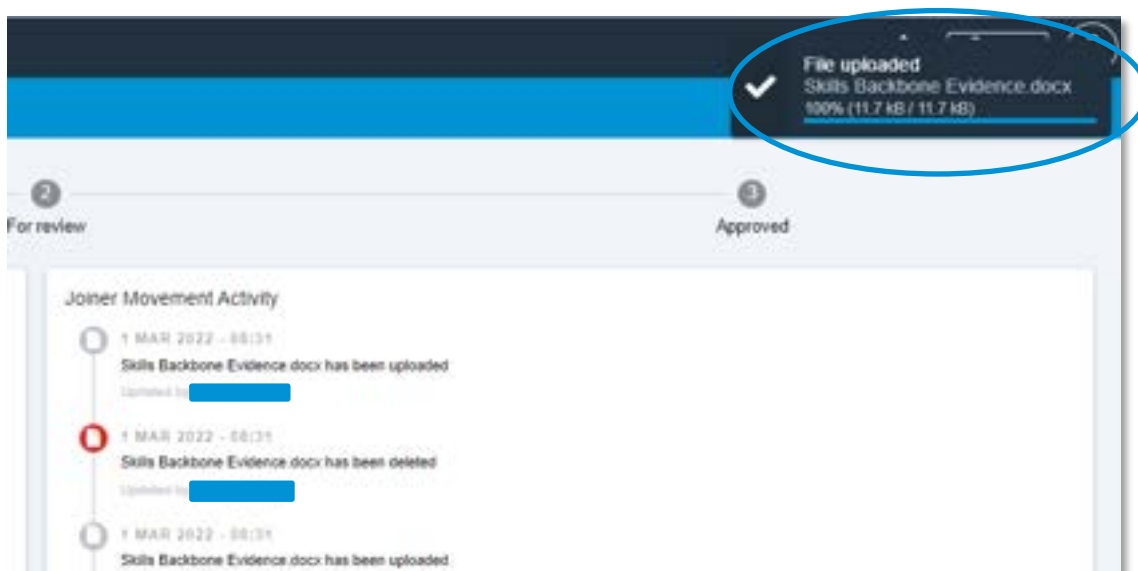 File uploaded
Skills Backbone Evidence.docx
100% (11.7 kB / 11.7 kB)
2
3
For review
Approved
Joiner Movement Activity
1 MAR 2022 - 08:31
Skills Backbone Evidence.docx has been uploaded
Updated by
1 MAR 2022 - 08:31
Skills Backbone Evidence.docx has been deleted
Updated by
1 MAR 2022 - 08:31
Skills Backbone Evidence.docx has been uploaded